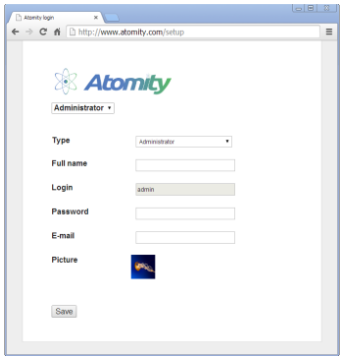 Atomity login
http://www.atomity.com/setup
Atomity
Administrator
Type Administrator
Full name
Login admin
Password
E-mail
Picture
Save